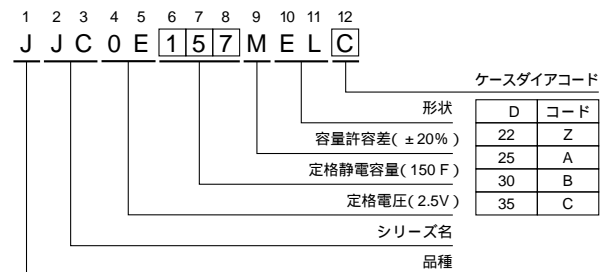 1 2 3 4 5 6 7 8 9 10 11 12
J J C 0 E 1 5 7 M E L C
ケースダイアコード
形状
容量許容差( ±20% )
定格静電容量( 150 F )
定格電圧( 2.5V )
シリーズ名
品種
D コード
22 Z
25 A
30 B
35 C